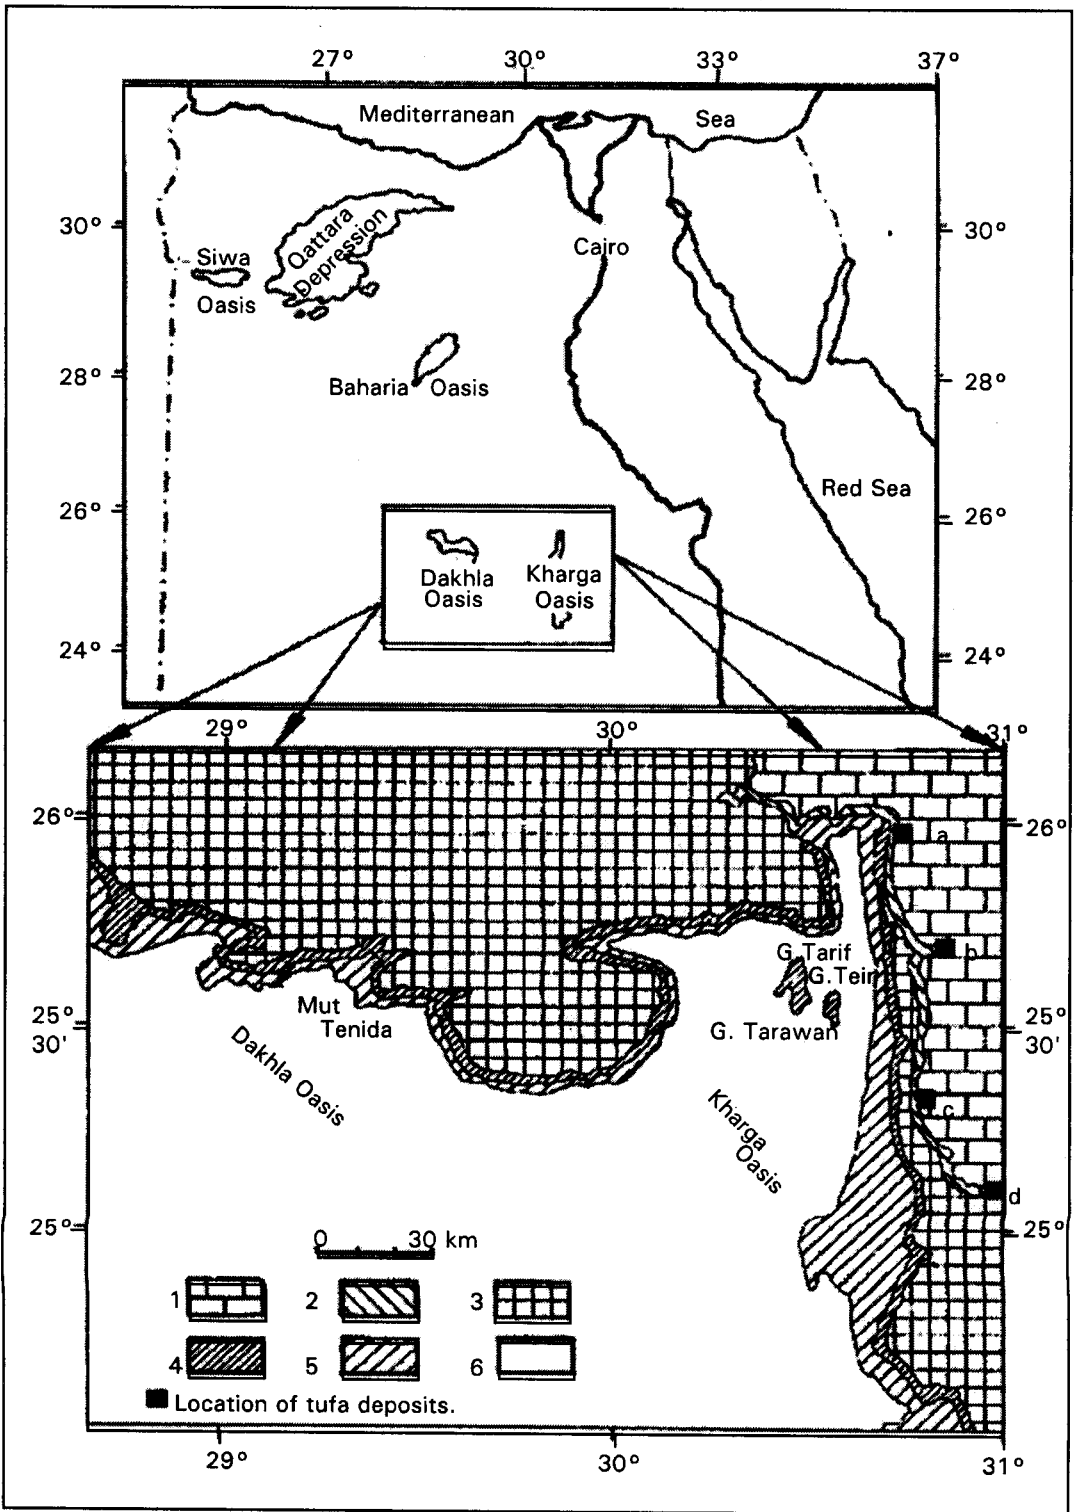 27° 30° 33° 37°
Mediterranean Sea
30° 30°
Qattara
Depression
Siwa
Oasis
Cairo
28° 28°
Baharia Oasis
Red Sea
26° 26°
Dakhla
Oasis
Kharga
Oasis
24° 24°
29° 30° 31°
26° 26°
a
b
G.Tarif
G.Teir
Mut
Tenida
G. Tarawan
25°
30'
25°
30'
Dakhla Oasis
Kharga
Oasis
c
d
25° 25°
0 30 km
1 2 3
4 5 6
Location of tufa deposits.
29° 30° 31°